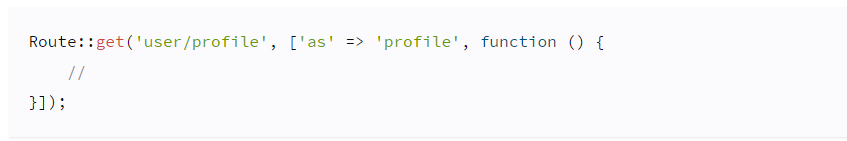 Route::get('user/profile', ['as' => 'profile', function () {
    //
}]);